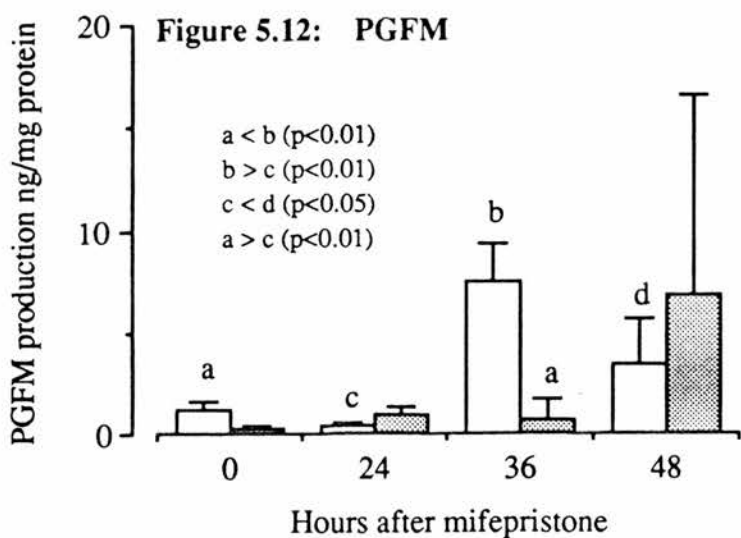 Figure 5.12: PGFM
PGFM production ng/mg protein
20
10
0
a < b (p<0.01)
b > c (p<0.01)
c < d (p<0.05)
a > c (p<0.01)
a
c
b
a
d
0 24 36 48
Hours after mifepristone